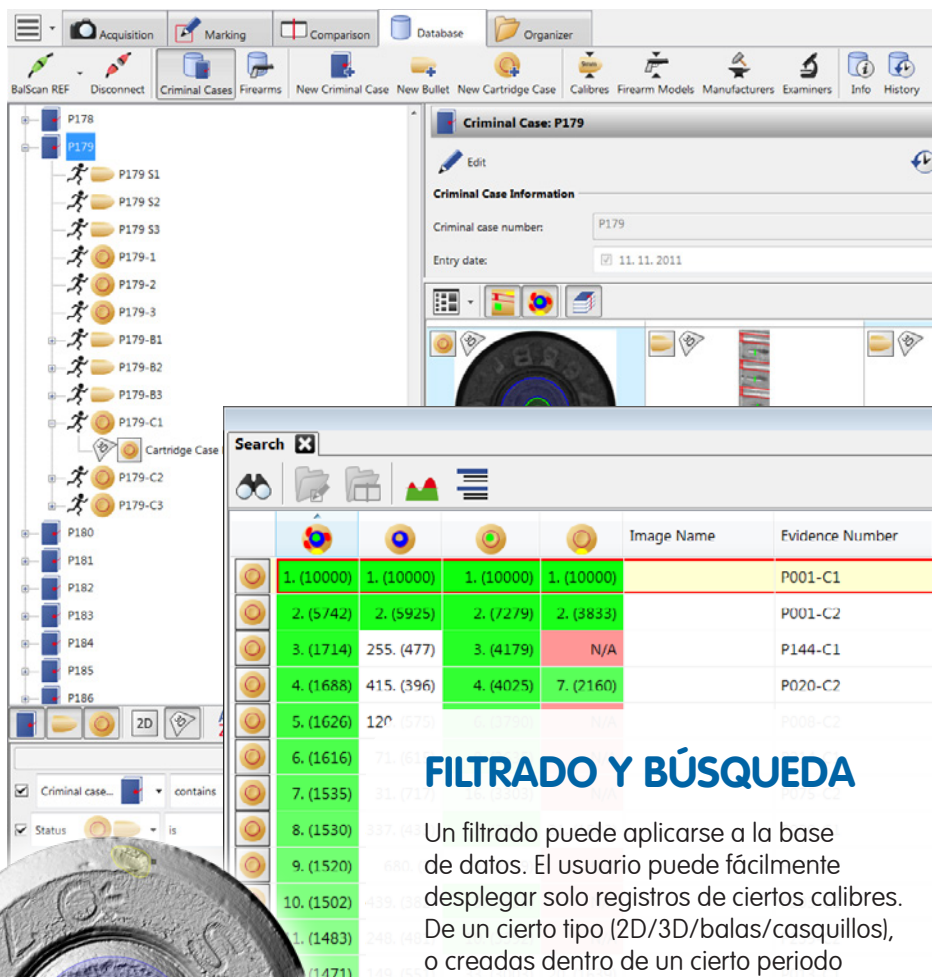 Acquisition Marking Comparison Database Organizer
BalScan REF Disconnect Criminal Cases Firearms New Criminal Case New Bullet New Cartridge Case Calibres Firearm Models Manufacturers Examiners Info History
P178
P179
P179 S1
P179 S2
P179 S3
P179-1
P179-2
P179-3
P179-B1
P179-B2
P179-B3
P179-C1
Cartridge Case
P179-C2
P179-C3
P180
P181
P182
P183
P184
P185
P186
2D
Criminal case... contains
Status is
Criminal Case: P179
Edit
Criminal Case Information
Criminal case number: P179
Entry date: 11. 11. 2011
Search
Image Name Evidence Number
1. (10000) 1. (10000) 1. (10000) 1. (10000) P001-C1
2. (5742) 2. (5925) 2. (7279) 2. (3833) P001-C2
3. (1714) 255. (477) 3. (4179) N/A P144-C1
4. (1688) 415. (396) 4. (4025) 7. (2160) P020-C2
5. (1626) N/A P008-C2
6. (1616)
7. (1535)
8. (1530)
9. (1520)
10. (1502)
(1483)
(1471)
FILTRADO Y BÚSQUEDA
Un filtrado puede aplicarse a la base
de datos. El usuario puede fácilmente
desplegar solo registros de ciertos calibres.
De un cierto tipo (2D/3D/balas/casquillos),
o creadas dentro de un cierto periodo